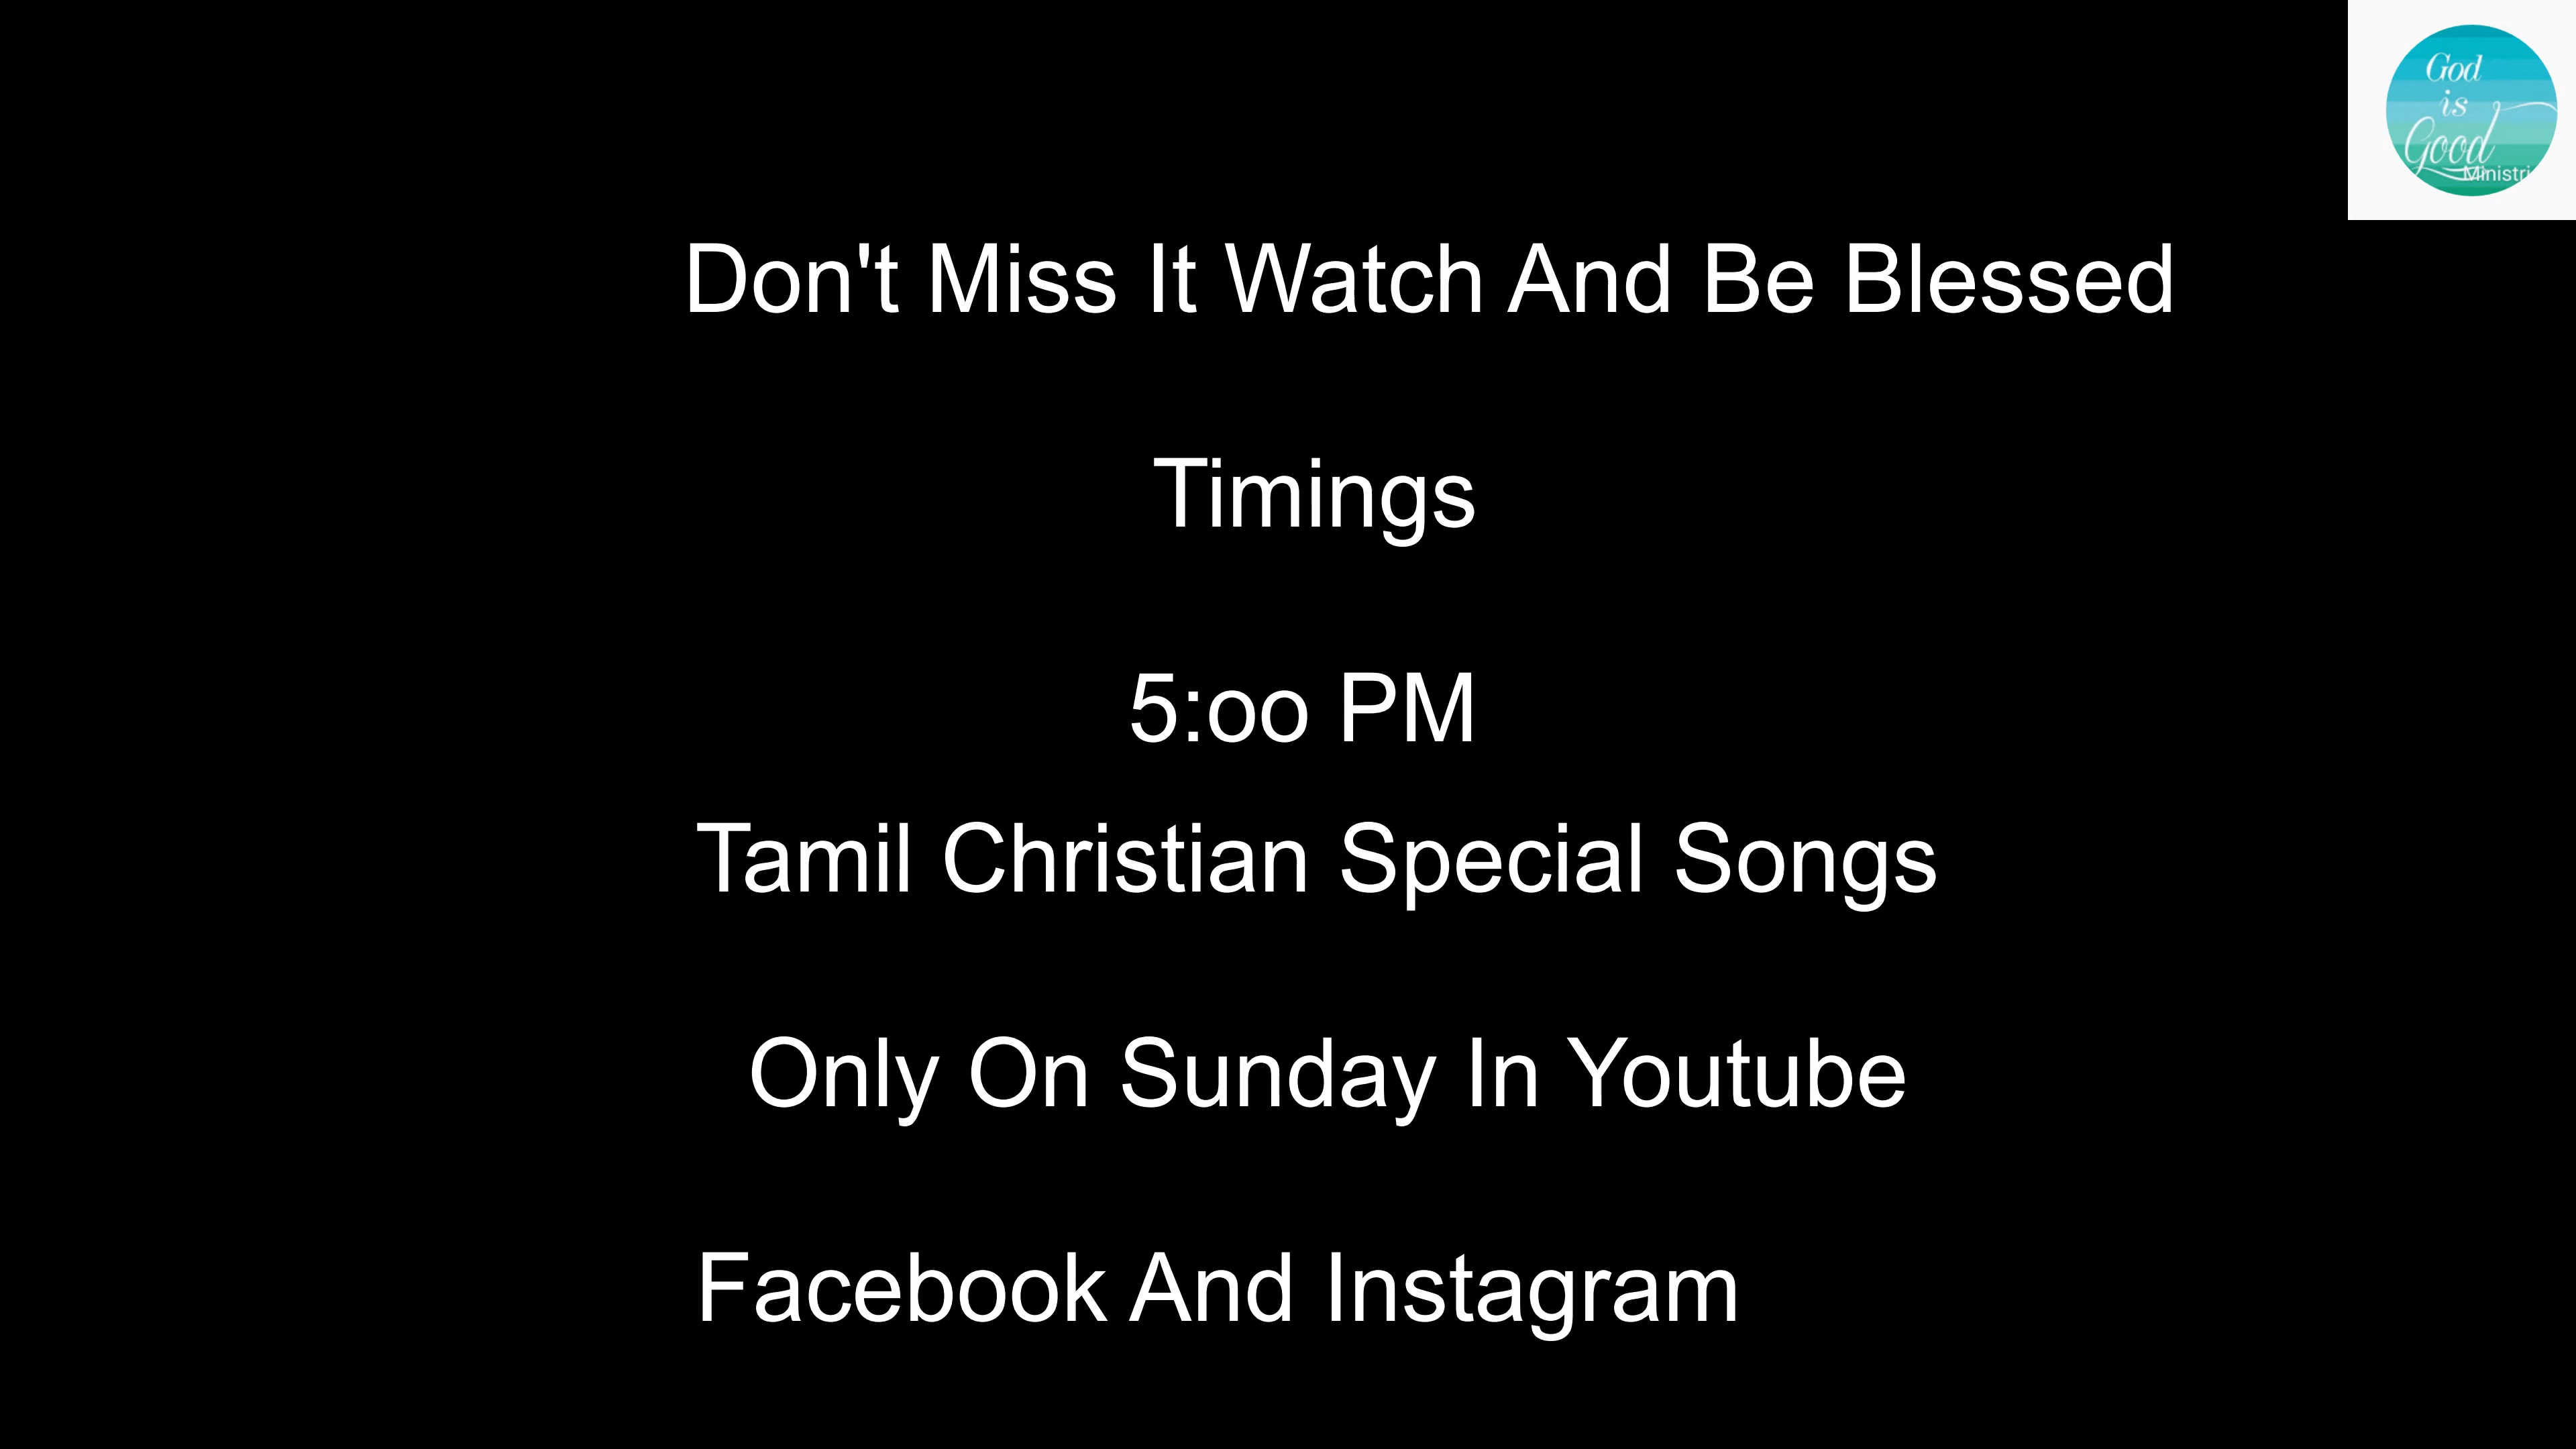 God
is
Good
Don't Miss It Watch And Be Blessed
Timings
5:oo PM
Tamil Christian Special Songs
Only On Sunday In Youtube
Facebook And Instagram